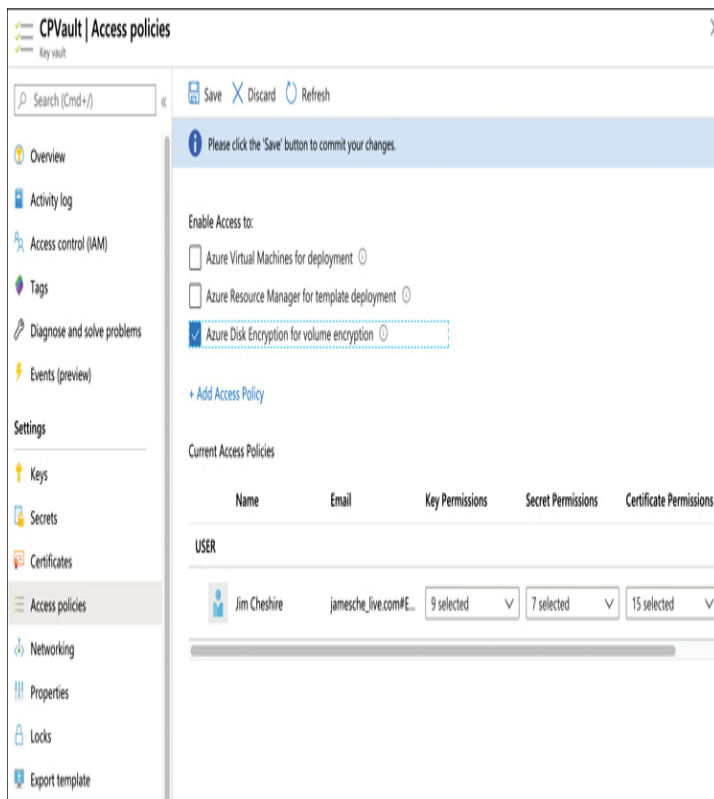 CPVault | Access policies
Key vault
Search (Cmd+/)
«
Overview
Activity log
Access control (IAM)
Tags
Diagnose and solve problems
Events (preview)
Settings
Keys
Secrets
Certificates
Access policies
Networking
Properties
Locks
Export template
Save Discard Refresh
Please click the 'Save' button to commit your changes.
Enable Access to:
Azure Virtual Machines for deployment
Azure Resource Manager for template deployment
Azure Disk Encryption for volume encryption
+ Add Access Policy
Current Access Policies
Name Email Key Permissions Secret Permissions Certificate Permissions
USER
Jim Cheshire jamesche_live.com#E... 9 selected 7 selected 15 selected